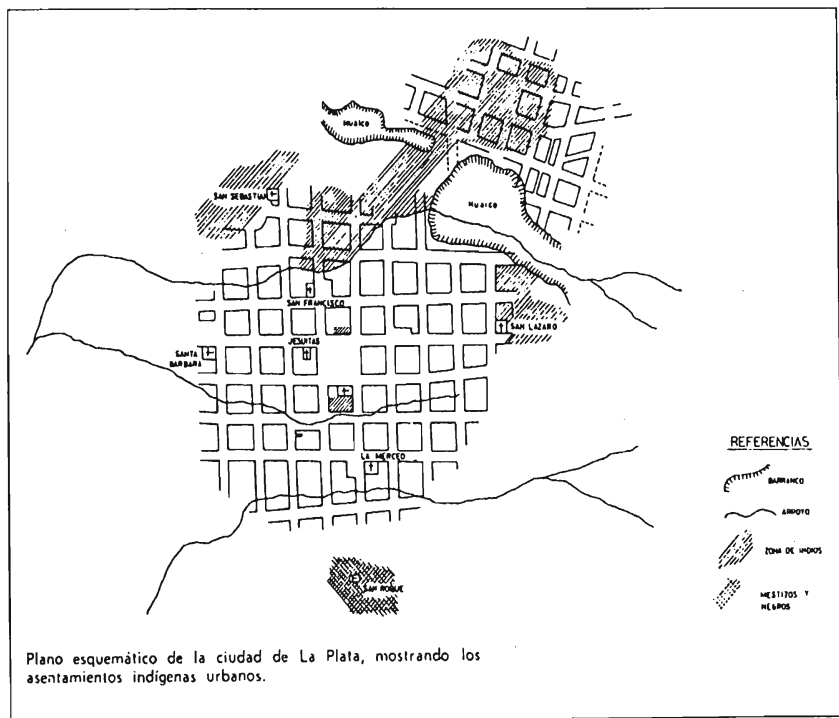 Huaico
SAN SEBASTIAN
Huaico
SAN FRANCISCO
SAN LAZARO
JESUITAS
SANTA
BARBARA
LA MERCED
REFERENCIAS
BARRANCO
ARROYO
ZONA DE INDIOS
MESTIZOS Y
NEGROS
SAN ROQUE
Plano esquemático de la ciudad de La Plata, mostrando los
asentamientos indígenas urbanos.